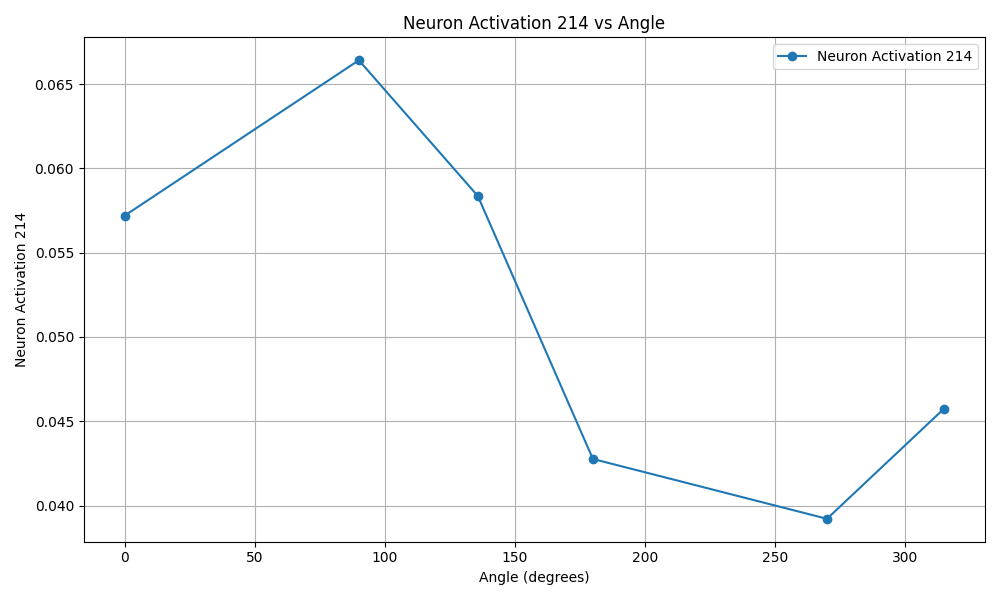 Neuron Activation 214 vs Angle
Neuron Activation 214
0.065
0.060
0.055
0.050
0.045
0.040
Neuron Activation 214
0 50 100 150 200 250 300
Angle (degrees)